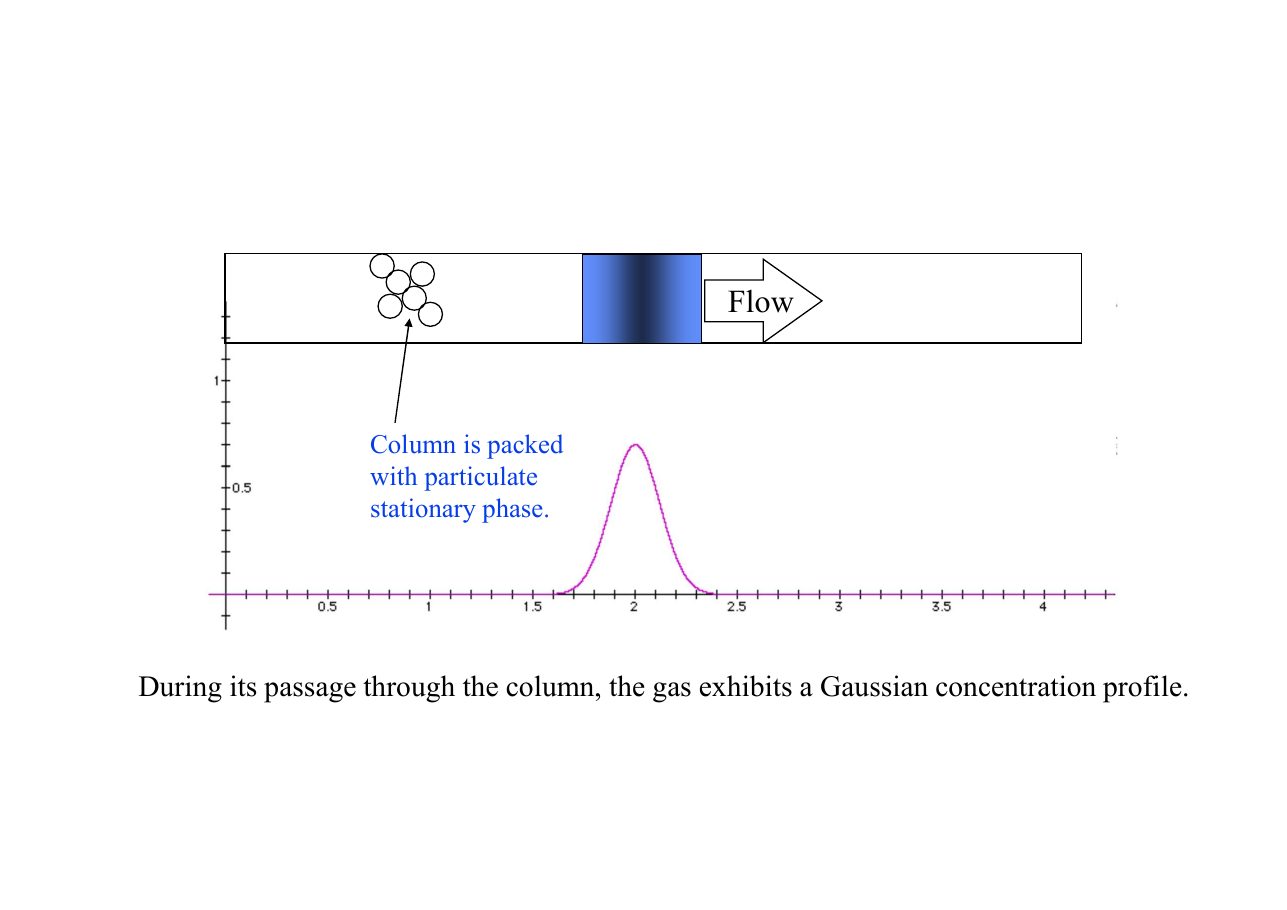 Flow
1
Column is packed
with particulate
stationary phase.
0.5
0.5 1 1.5 2 2.5 3 3.5 4
During its passage through the column, the gas exhibits a Gaussian concentration profile.